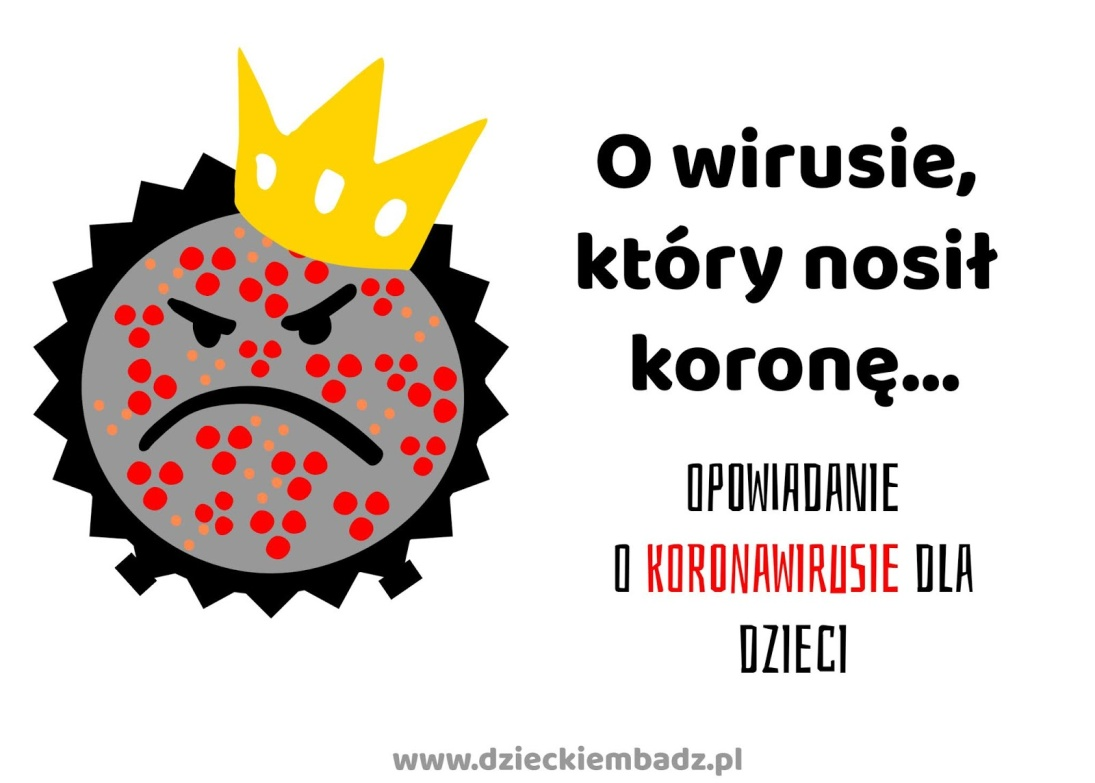 O wirusie,
który nosił
koronę...
OPOWIADANIE
O KORONAWIRUSIE DLA
DZIECI
www.dzieckiembadz.pl